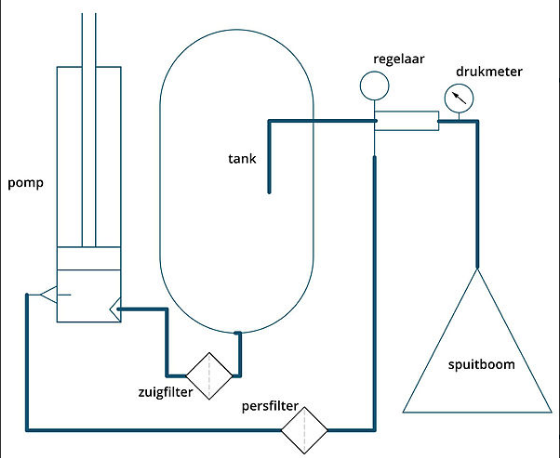 regelaar
drukmeter
tank
pomp
spuitboom
zuigfilter
persfilter